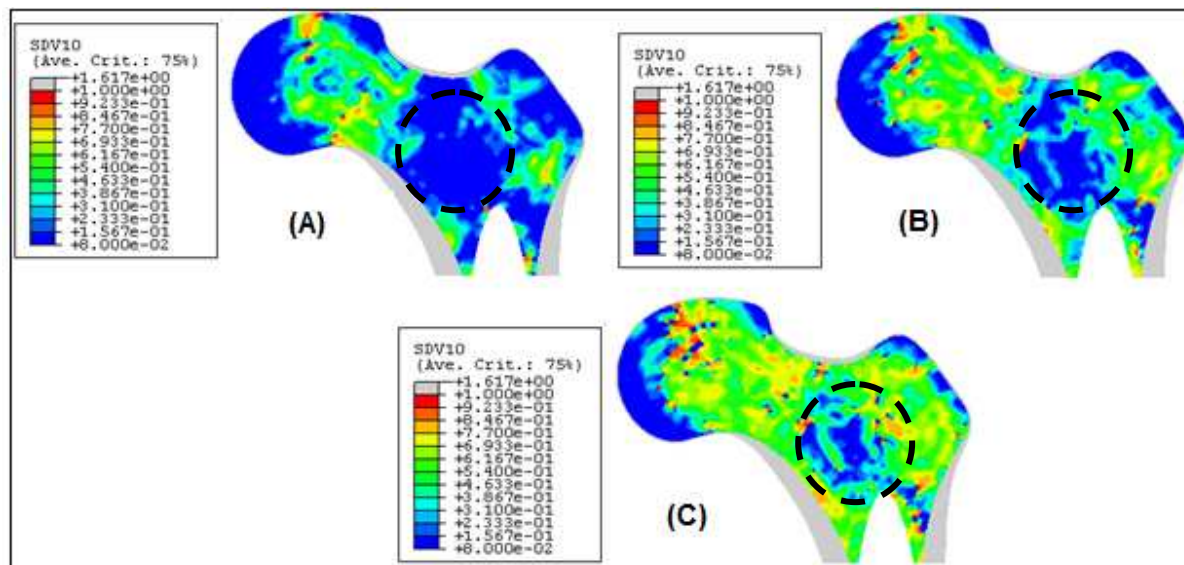 SDV10
(Ave. Crit.: 75%)
+1.617e+00
+1.000e+00
+9.233e-01
+8.467e-01
+7.700e-01
+6.933e-01
+6.167e-01
+5.400e-01
+4.633e-01
+3.867e-01
+3.100e-01
+2.333e-01
+1.567e-01
+8.000e-02
(A)
SDV10
(Ave. Crit.: 75%)
+1.617e+00
+1.000e+00
+9.233e-01
+8.467e-01
+7.700e-01
+6.933e-01
+6.167e-01
+5.400e-01
+4.633e-01
+3.867e-01
+3.100e-01
+2.333e-01
+1.567e-01
+8.000e-02
(B)
SDV10
(Ave. Crit.: 75%)
+1.617e+00
+1.000e+00
+9.233e-01
+8.467e-01
+7.700e-01
+6.933e-01
+6.167e-01
+5.400e-01
+4.633e-01
+3.867e-01
+3.100e-01
+2.333e-01
+1.567e-01
+8.000e-02
(C)